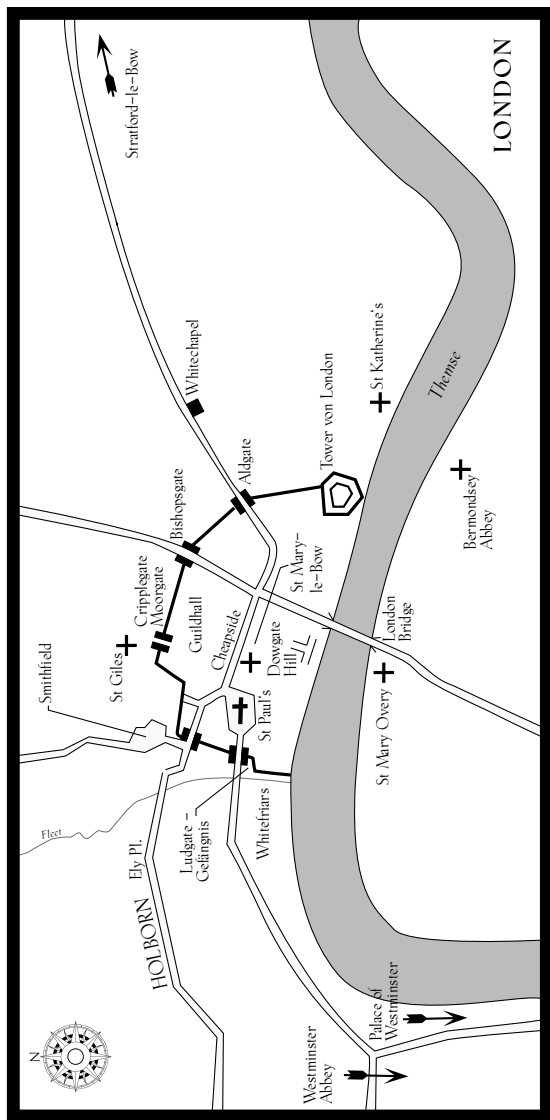 LONDON
Stratford-le-Bow
Whitechapel
St Katherine's
Themse
Tower von London
Aldgate
Bishopsgate
Bermondsey
Abbey
Cripplegate
Moorgate
Guildhall
Cheapside
St Mary-
le-Bow
Dowgate
Hill
London
Bridge
St Giles
Smithfield
St Paul's
St Mary Overy
Fleet
Ely Pl.
HOLBORN
Ludgate -
Gefängnis
Whitefriars
Palace of
Westminster
Westminster
Abbey
N